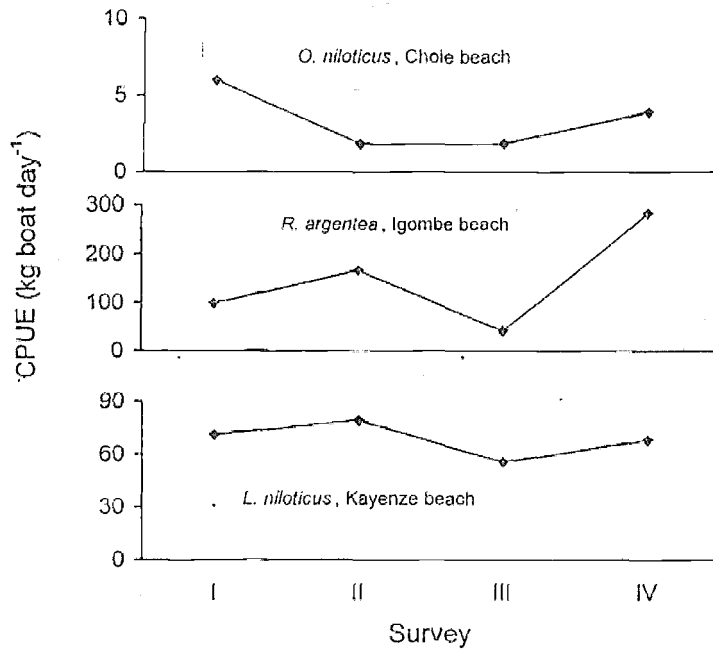 CPUE (kg boat day⁻¹)
10
O. niloticus, Chole beach
5
0
300
R. argentea, Igombe beach
200
100
0
90
60
L. niloticus, Kayenze beach
30
0
I II III IV
Survey